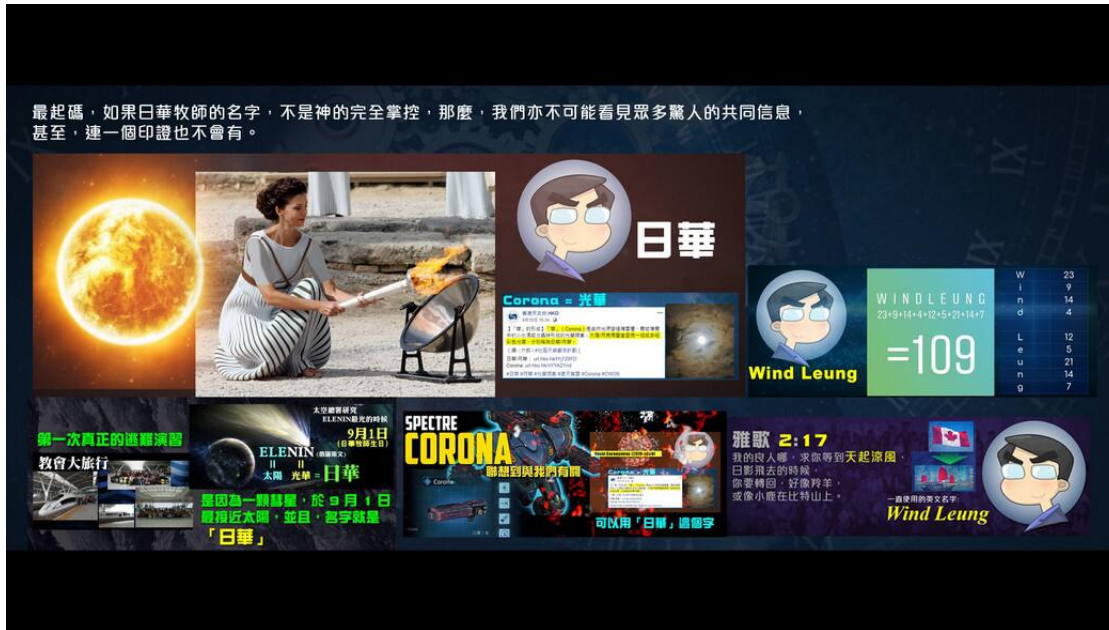 最起碼，如果日華牧師的名字，不是神的完全掌控，那麼，我們亦不可能看見眾多驚人的共同信息，
甚至，連一個印證也不會有。
日華
Corona = 光華
Wind Leung
WINDLEUNG
23+9+14+4+12+5+21+14+7
=109
W 23
i 9
n 14
d 4
L 12
e 5
u 21
n 14
g 7
第一次真正的逃難演習
教會大旅行
太空總署研究
ELENIN最光的時候
9月1日
(日華牧師生日)
ELENIN
太陽 光華 = 日華
是因為一顆彗星，於 9 月 1 日
最接近太陽，並且，名字就是
「日華」
SPECTRE
CORONA
聯想到與我們有關
Corona
Corona = 光華
可以用「日華」這個字
雅歌 2:17
我的良人哪，求你等到天起涼風，
日影飛去的時候，
你要轉回，好像羚羊，
或像小鹿在比特山上。
一直使用的英文名字
Wind Leung